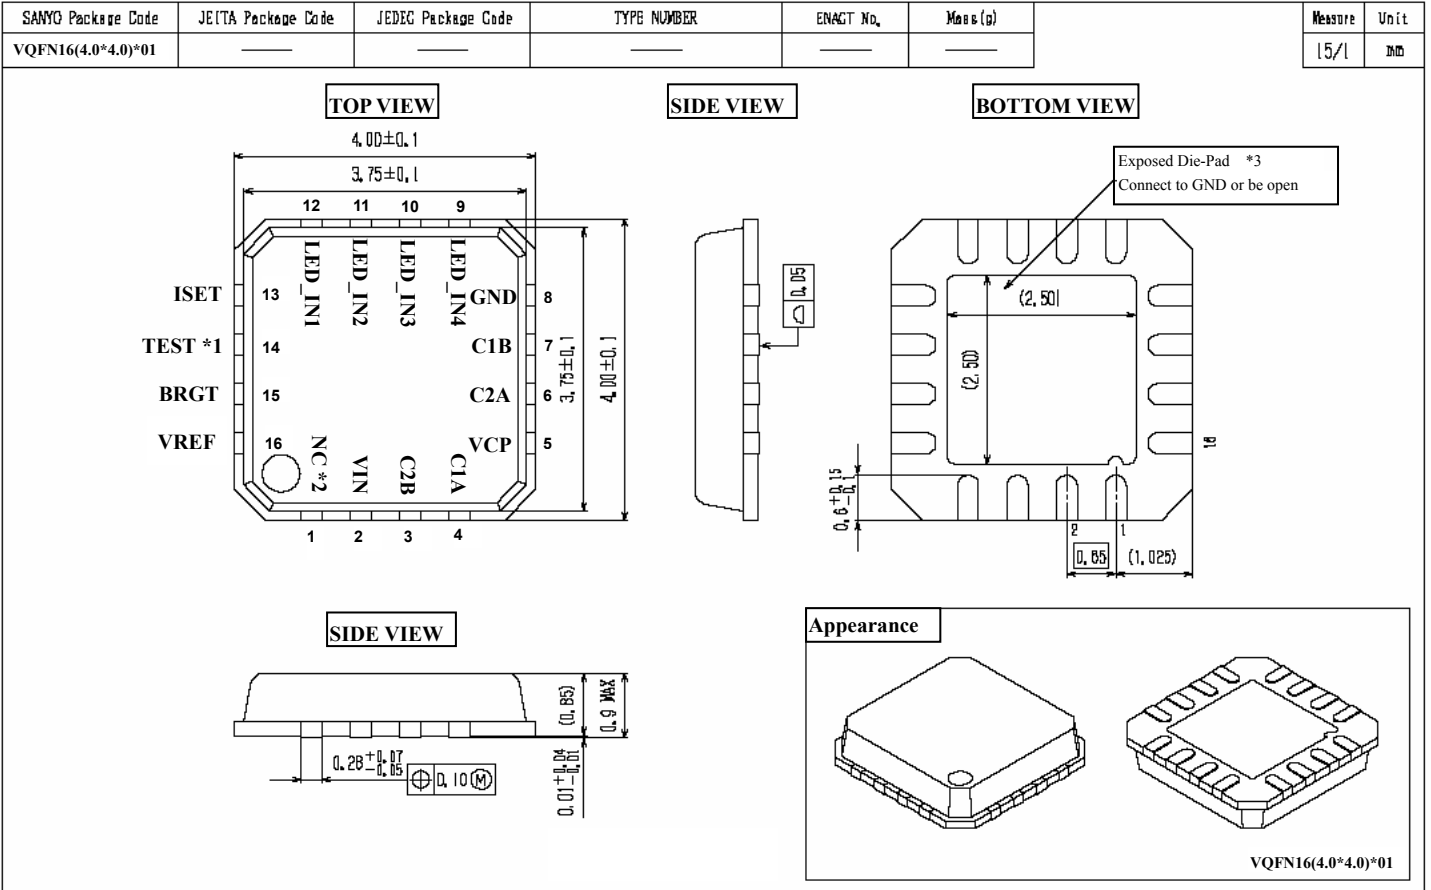 SANYO Package Code JEITA Package Code JEDEC Package Code TYPE NUMBER ENACT No. Mass(g) Measure Unit
VQFN16(4.0*4.0)*01 15/1 mm
TOP VIEW SIDE VIEW BOTTOM VIEW
4.00±0.1
3.75±0.1
Exposed Die-Pad *3
Connect to GND or be open
12 11 10 9
LED_IN1 LED_IN2 LED_IN3 LED_IN4
ISET 13 GND 8
TEST *1 14 C1B 7
BRGT 15 C2A 6
VREF 16 VCP 5
NC *2 VIN C2B C1A
1 2 3 4
3.75±0.1
4.00±0.1
0.05
(2.50)
(2.50)
16
0.6+0.15-0.1
2 1
0.65 (1.025)
SIDE VIEW
(0.85)
0.9 MAX
0.28+0.07-0.05
0.10 Ⓜ
0.01+0.04-0.01
Appearance
VQFN16(4.0*4.0)*01